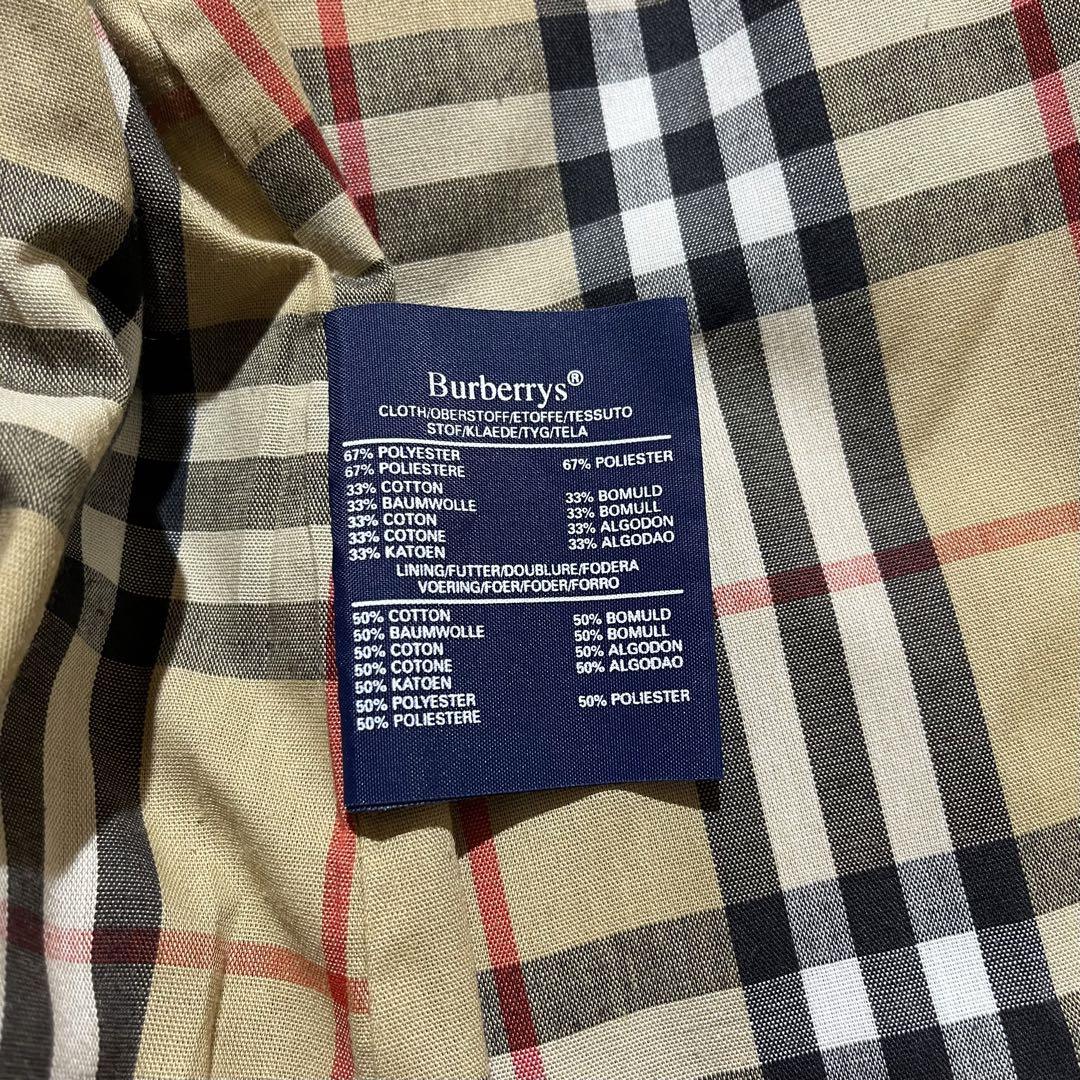 Burberrys®
CLOTH/OBERSTOFF/ETOFFE/TESSUTO
STOF/KLAEDE/TYG/TELA
67% POLYESTER
67% POLIESTERE
67% POLIESTER
33% COTTON
33% BAUMWOLLE
33% COTON
33% COTONE
33% KATOEN
33% BOMULD
33% BOMULL
33% ALGODON
33% ALGODAO
LINING/FUTTER/DOUBLURE/FODERA
VOERING/FOER/FODER/FORRO
50% COTTON
50% BAUMWOLLE
50% COTON
50% COTONE
50% KATOEN
50% POLYESTER
50% POLIESTERE
50% BOMULD
50% BOMULL
50% ALGODON
50% ALGODAO
50% POLIESTER